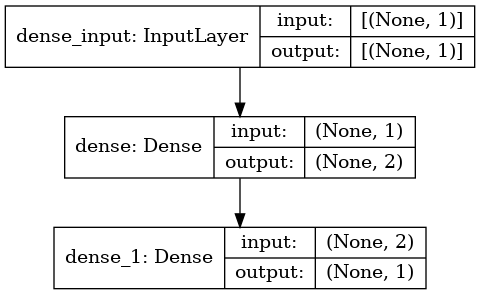 dense_input: InputLayer
input: [(None, 1)]
output: [(None, 1)]
dense: Dense
input: (None, 1)
output: (None, 2)
dense_1: Dense
input: (None, 2)
output: (None, 1)